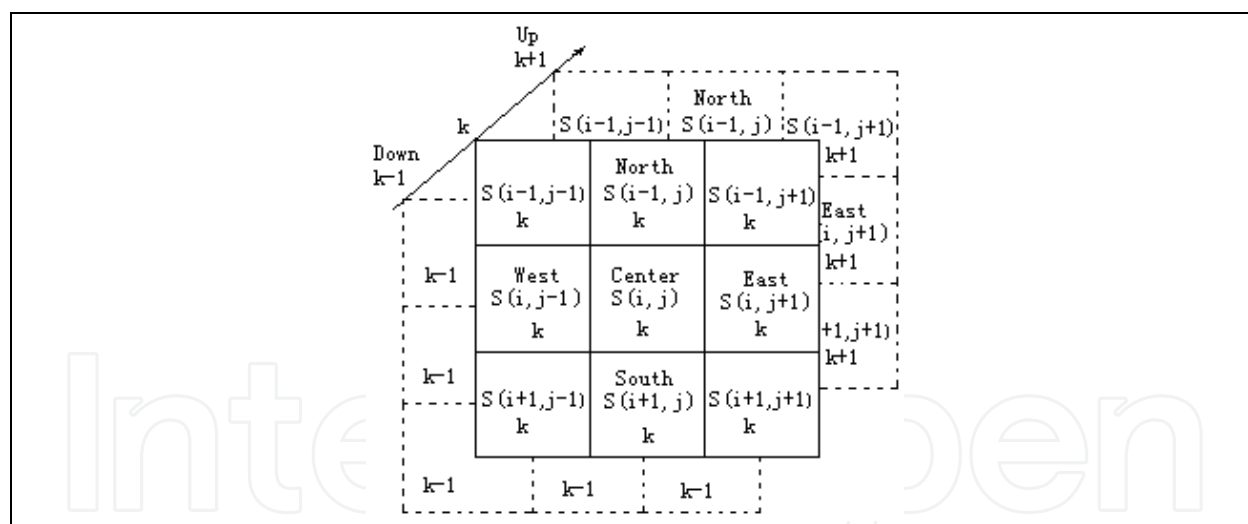 Up
k+1
North
S(i-1,j-1) S(i-1,j) S(i-1,j+1)
k+1
k
Down
k-1
North
S(i-1,j-1) S(i-1,j) S(i-1,j+1)
k k k
East
i,j+1)
k+1
k-1
West Center East
S(i,j-1) S(i,j) S(i,j+1)
k k k
+1,j+1)
k+1
k-1
South
S(i+1,j-1) S(i+1,j) S(i+1,j+1)
k k k
k-1 k-1 k-1